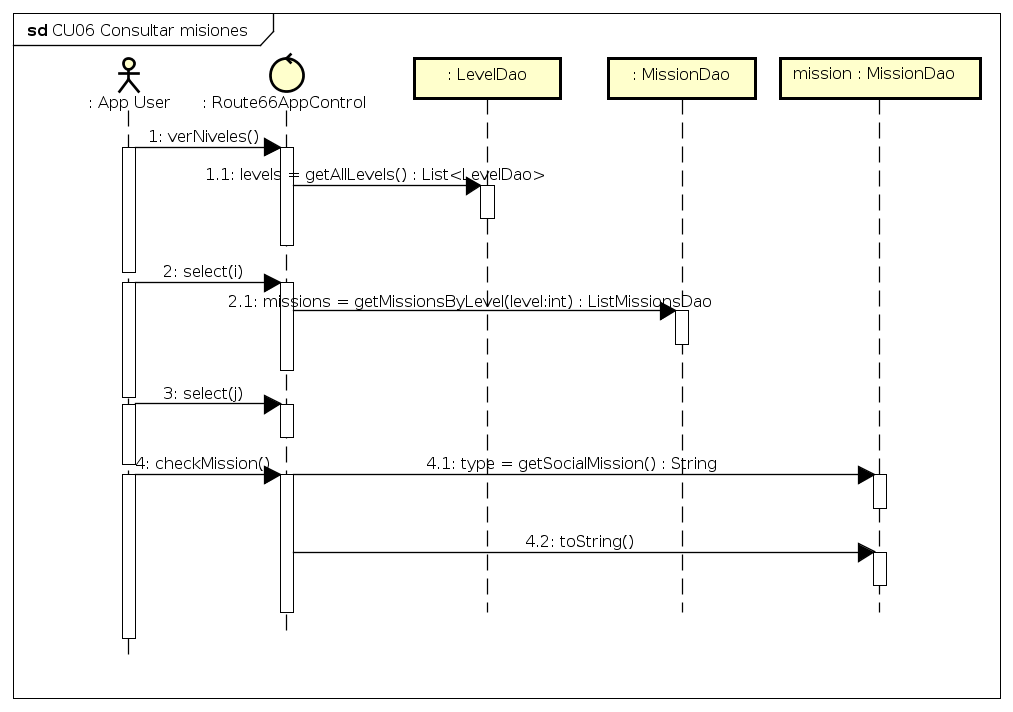 sd CU06 Consultar misiones
: App User
: Route66AppControl
: LevelDao
: MissionDao
mission : MissionDao
1: verNiveles()
1.1: levels = getAllLevels() : List<LevelDao>
2: select(i)
2.1: missions = getMissionsByLevel(level:int) : ListMissionsDao
3: select(j)
4: checkMission()
4.1: type = getSocialMission() : String
4.2: toString()